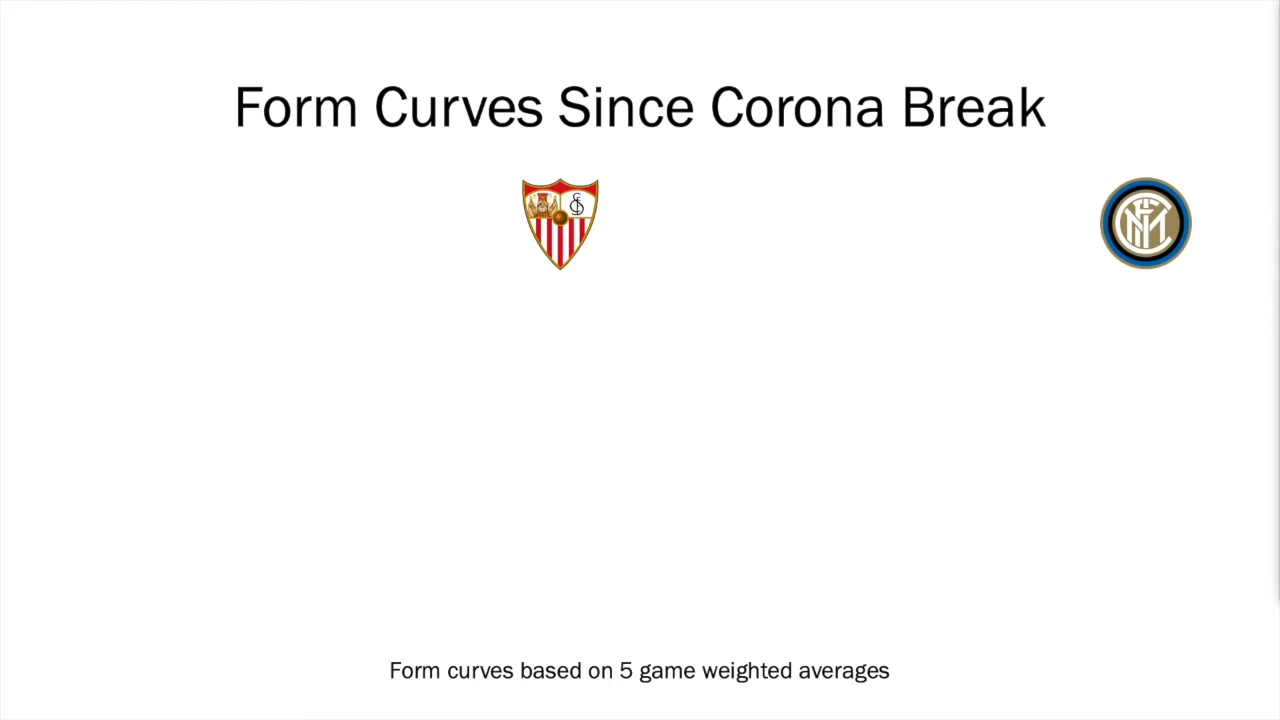 Form Curves Since Corona Break
Form curves based on 5 game weighted averages